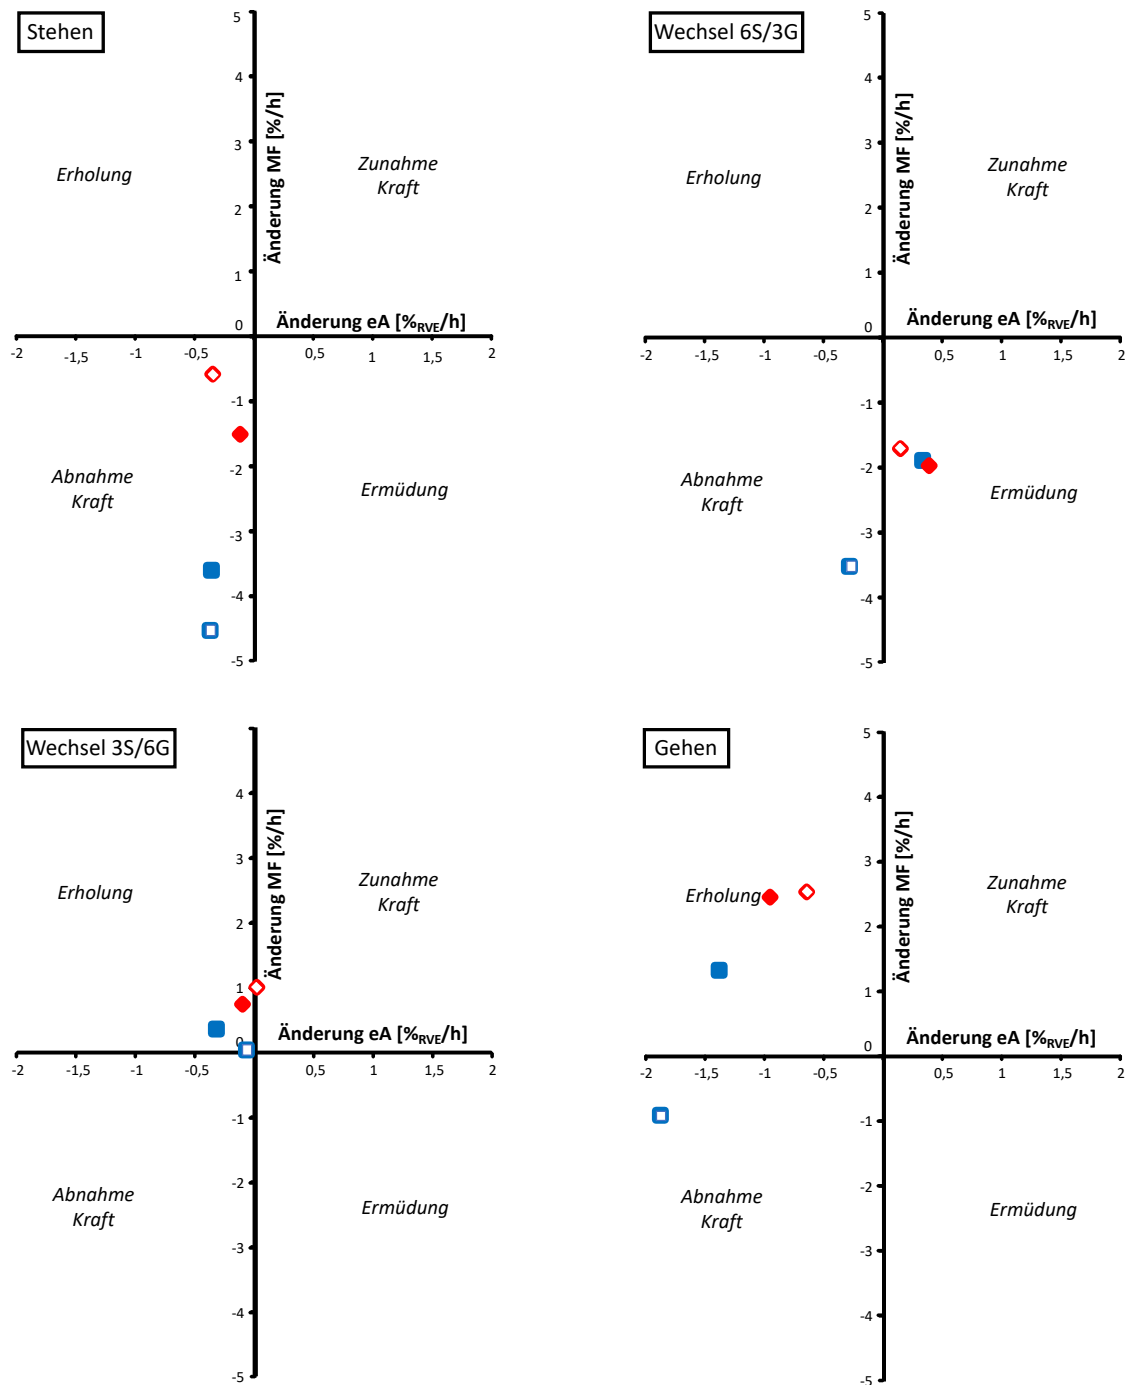 Stehen
5
4
3
2
1
0
-1
-2
-3
-4
-5
Änderung MF [%/h]
Erholung
Zunahme
Kraft
Änderung eA [%RVE/h]
-2
-1,5
-1
-0,5
0,5
1
1,5
2
Abnahme
Kraft
Ermüdung
Wechsel 6S/3G
5
4
3
2
1
0
-1
-2
-3
-4
-5
Änderung MF [%/h]
Erholung
Zunahme
Kraft
Änderung eA [%RVE/h]
-2
-1,5
-1
-0,5
0,5
1
1,5
2
Abnahme
Kraft
Ermüdung
Wechsel 3S/6G
4
3
2
1
0
-1
-2
-3
-4
-5
Änderung MF [%/h]
Erholung
Zunahme
Kraft
Änderung eA [%RVE/h]
-2
-1,5
-1
-0,5
0,5
1
1,5
2
Abnahme
Kraft
Ermüdung
Gehen
5
4
3
2
1
0
-1
-2
-3
-4
-5
Änderung MF [%/h]
Erholung
Zunahme
Kraft
Änderung eA [%RVE/h]
-2
-1,5
-1
-0,5
0,5
1
1,5
2
Abnahme
Kraft
Ermüdung